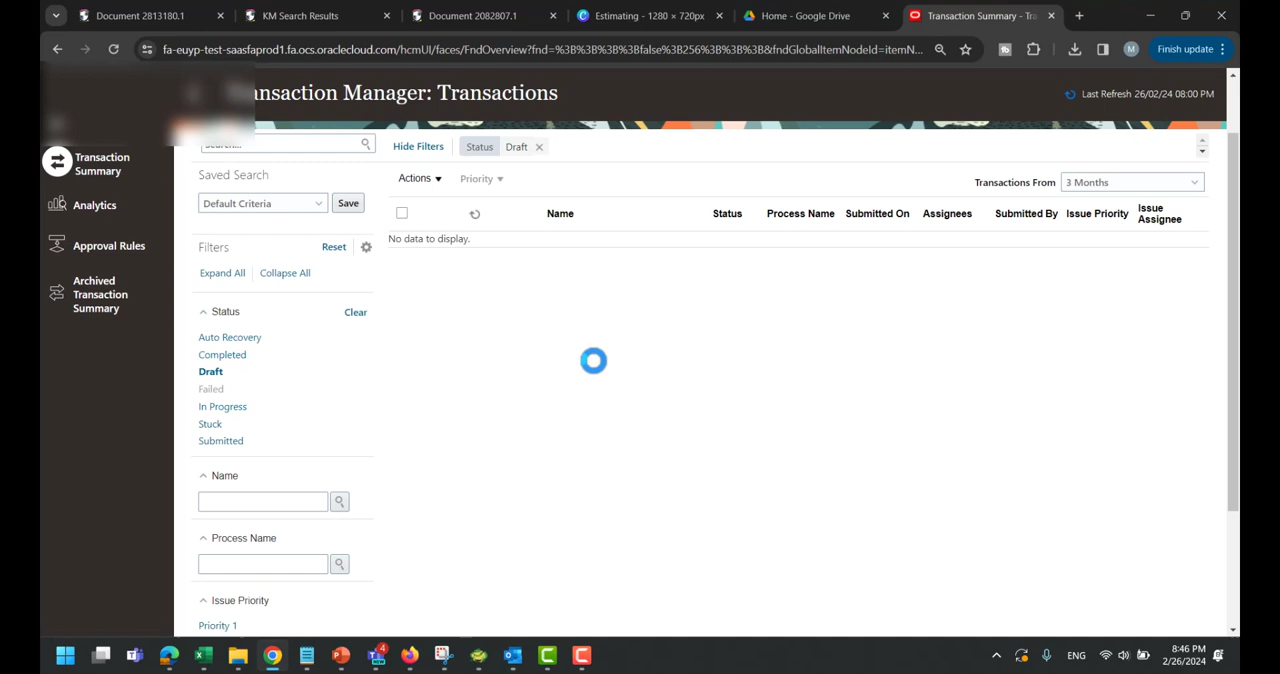 Document 2813180.1
KM Search Results
Document 2082807.1
Estimating - 1280 × 720px
Home - Google Drive
Transaction Summary - Tra
fa-euyp-test-saasfaprod1.fa.ocs.oraclecloud.com/hcmUI/faces/FndOverview?fnd=%3B%3B%3B%3Bfalse%3B256%3B%3B%3B&fndGlobalItemNodeId=itemN...
M
Finish update
ansaction Manager: Transactions
Last Refresh 26/02/24 08:00 PM
Transaction
Summary
Analytics
Approval Rules
Archived
Transaction
Summary
Saved Search
Default Criteria
Save
Filters
Reset
Expand All
Collapse All
Status
Clear
Auto Recovery
Completed
Draft
Failed
In Progress
Stuck
Submitted
Name
Process Name
Issue Priority
Priority 1
Hide Filters
Status
Draft
Actions
Priority
Transactions From
3 Months
Name
Status
Process Name
Submitted On
Assignees
Submitted By
Issue Priority
Issue
Assignee
No data to display.
4
ENG
8:46 PM
2/26/2024